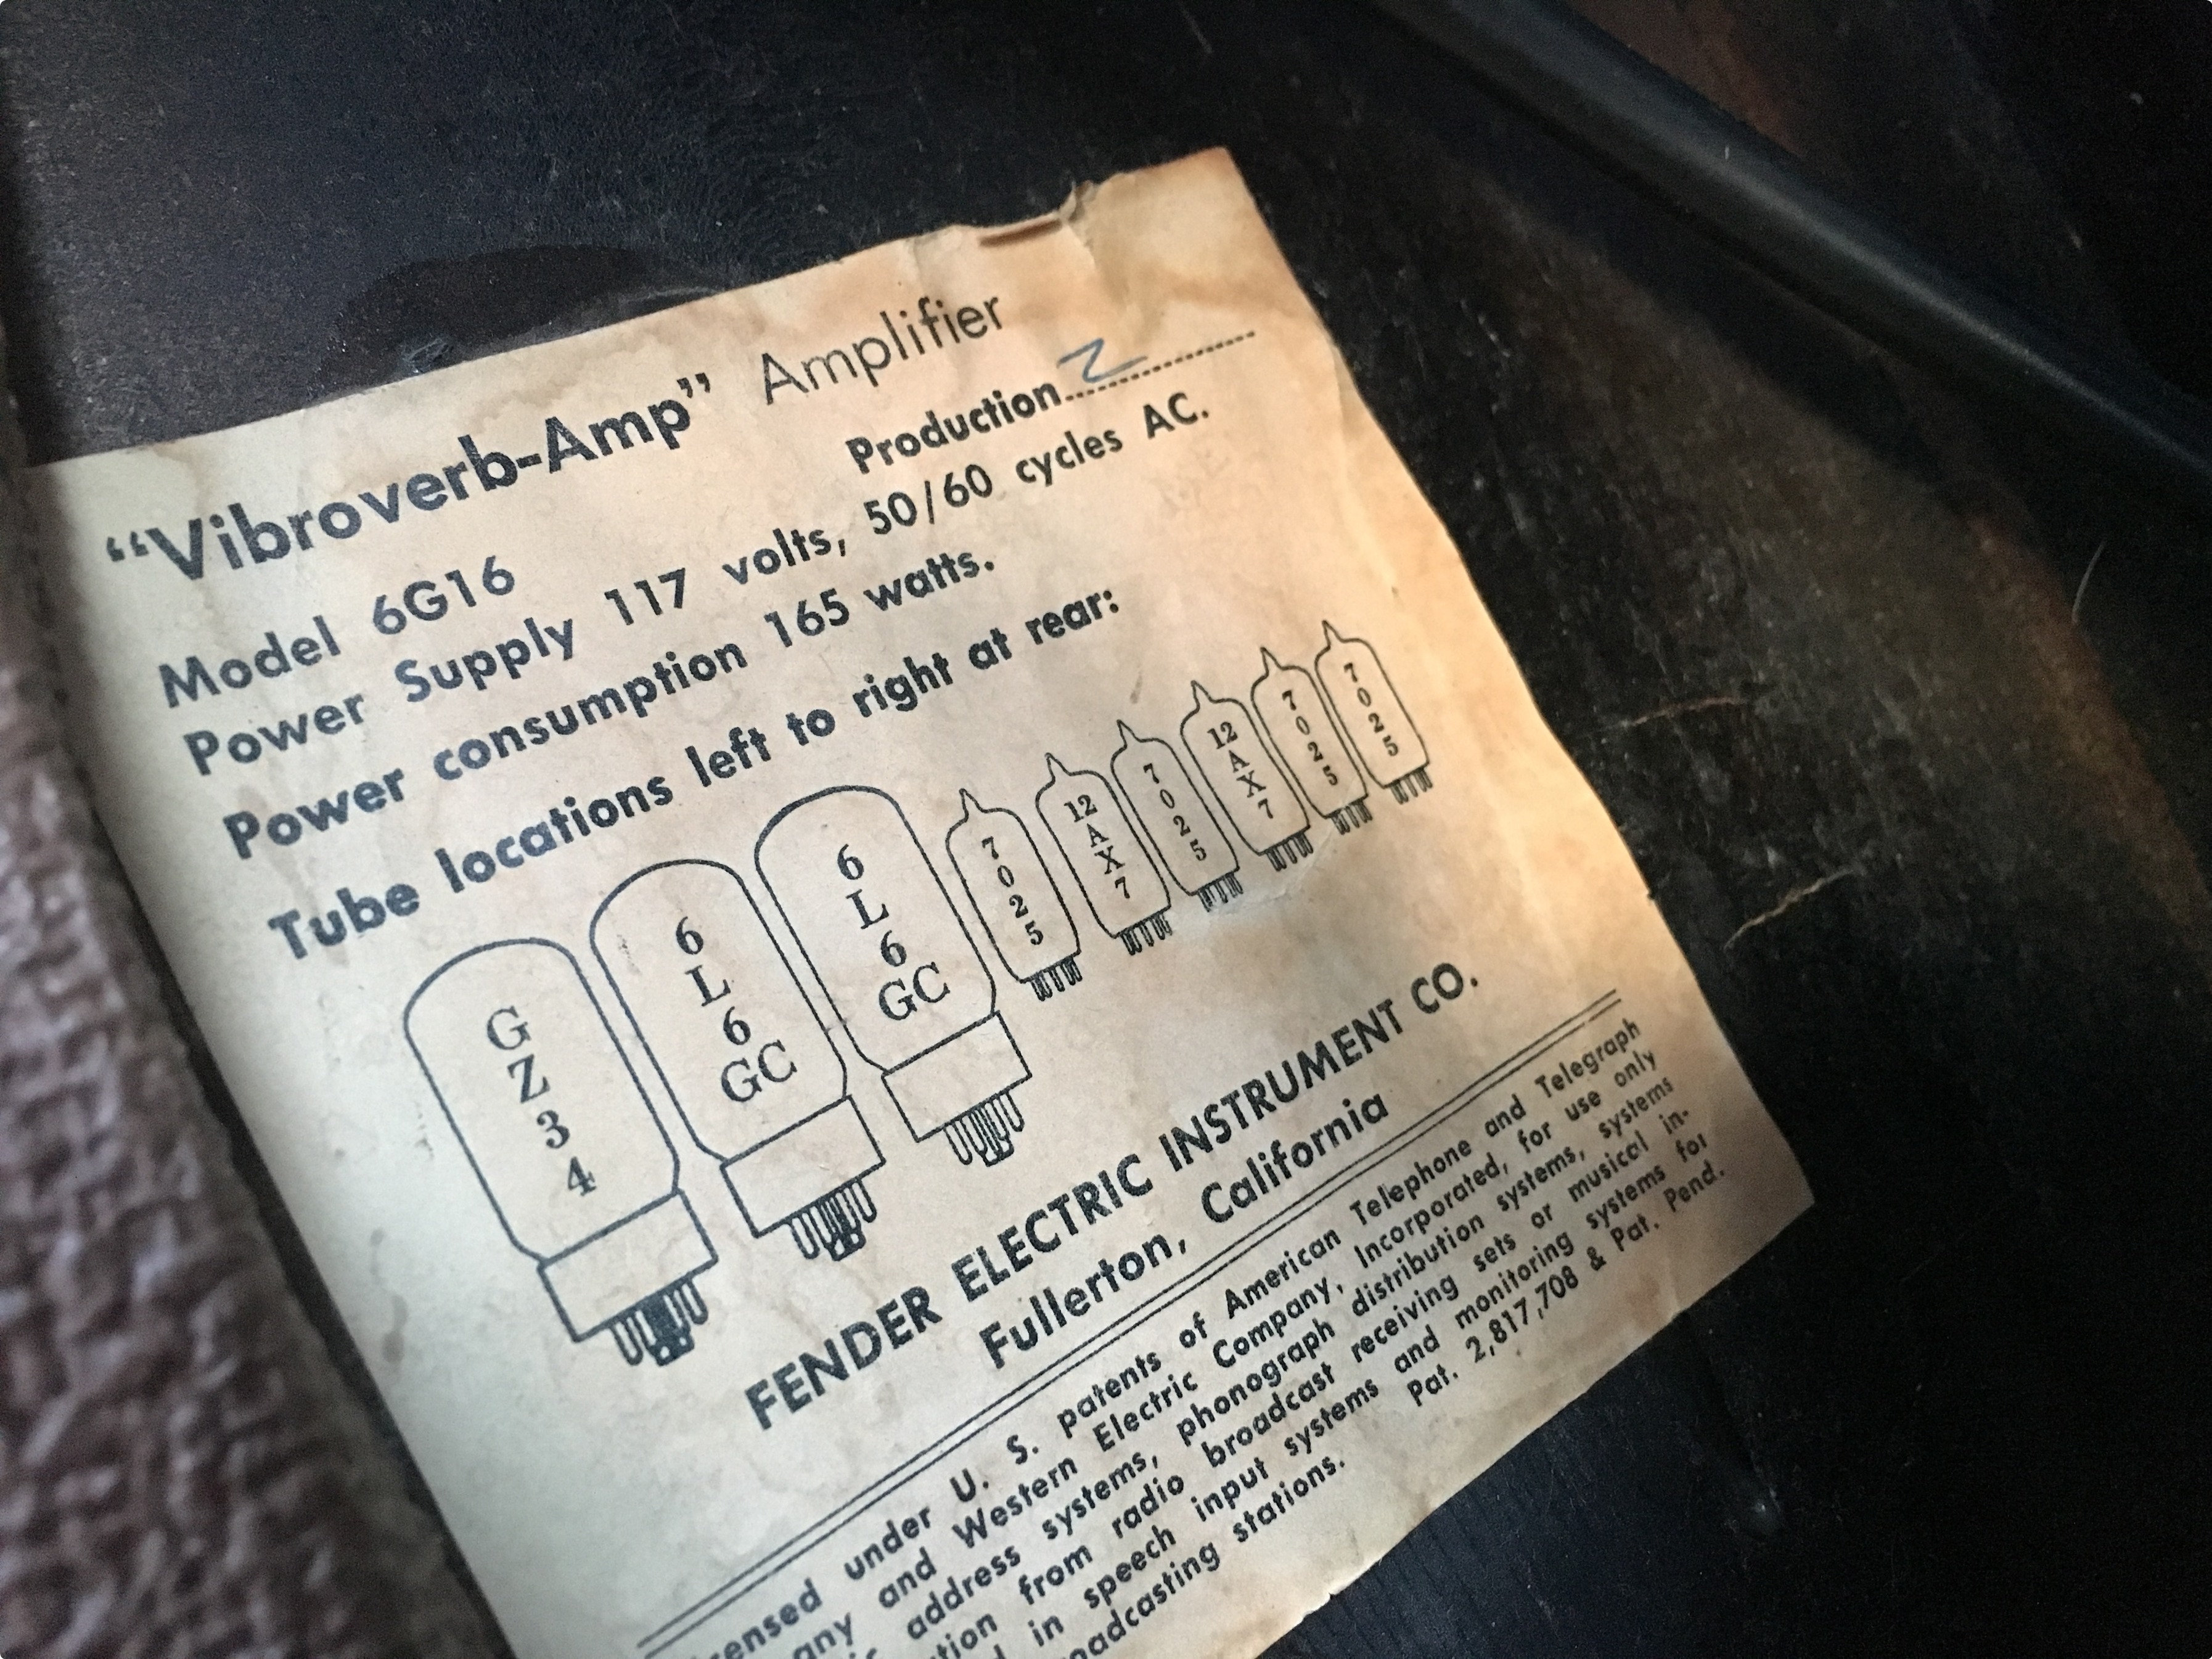 “Vibroverb-Amp” Amplifier
Production 2
Model 6G16
Power Supply 117 volts, 50/60 cycles AC.
Power consumption 165 watts.
Tube locations left to right at rear:
GZ34
6L6GC
6L6GC
7025
12AX7
7025
12AX7
7025
7025
FENDER ELECTRIC INSTRUMENT CO.
Fullerton, California
under U. S. patents of American Telephone and Telegraph
and Western Electric Company, Incorporated, for use only
address systems, phonograph distribution systems, systems
from radio broadcast receiving sets or musical in-
in speech input systems and monitoring systems for
stations.
Pat. 2,817,708 & Pat. Pend.